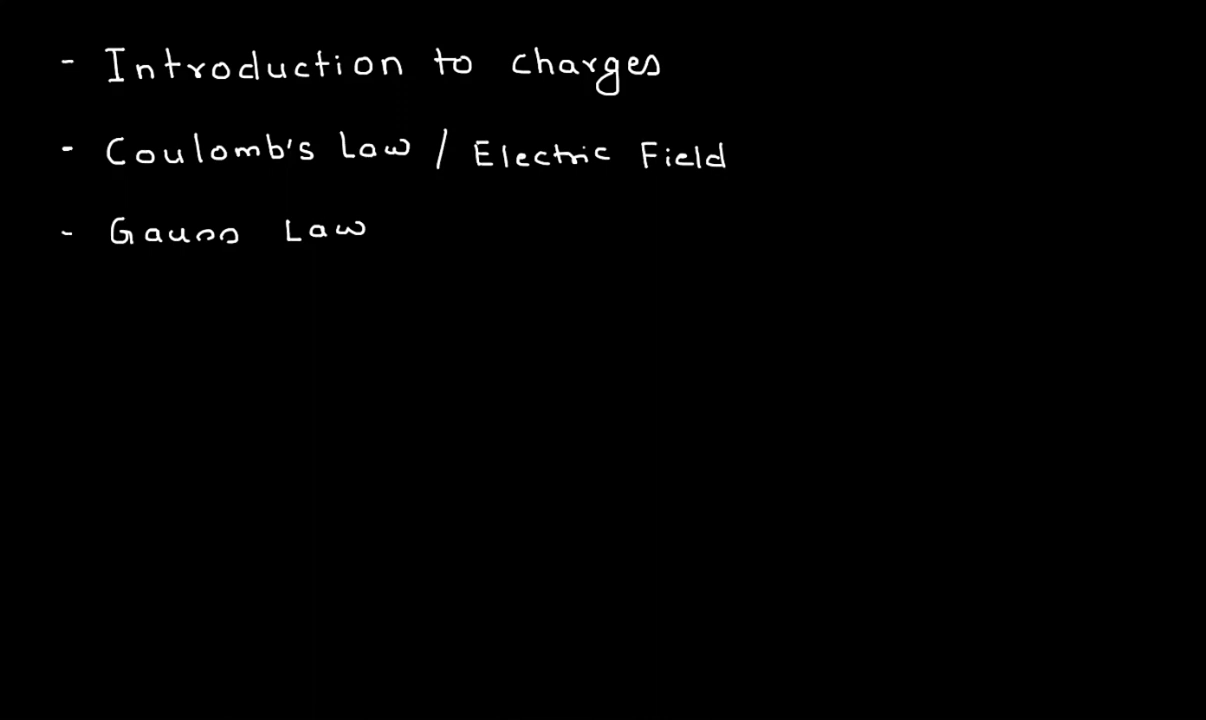 - Introduction to charges
- Coulomb's Law / Electric Field
- Gauss Law